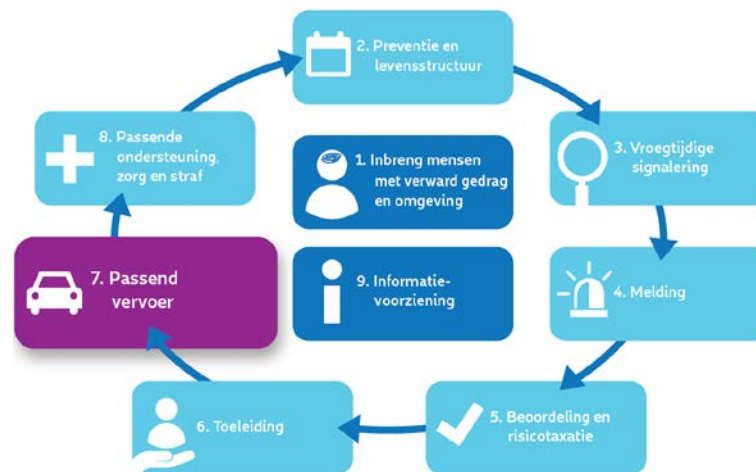 2. Preventie en
levensstructuur
8. Passende
ondersteuning,
zorg en straf
1. Inbreng mensen
met verward gedrag
en omgeving
3. Vroegtijdige
signalering
7. Passend
vervoer
9. Informatie-
voorziening
4. Melding
6. Toeleiding
5. Beoordeling en
risicotaxatie